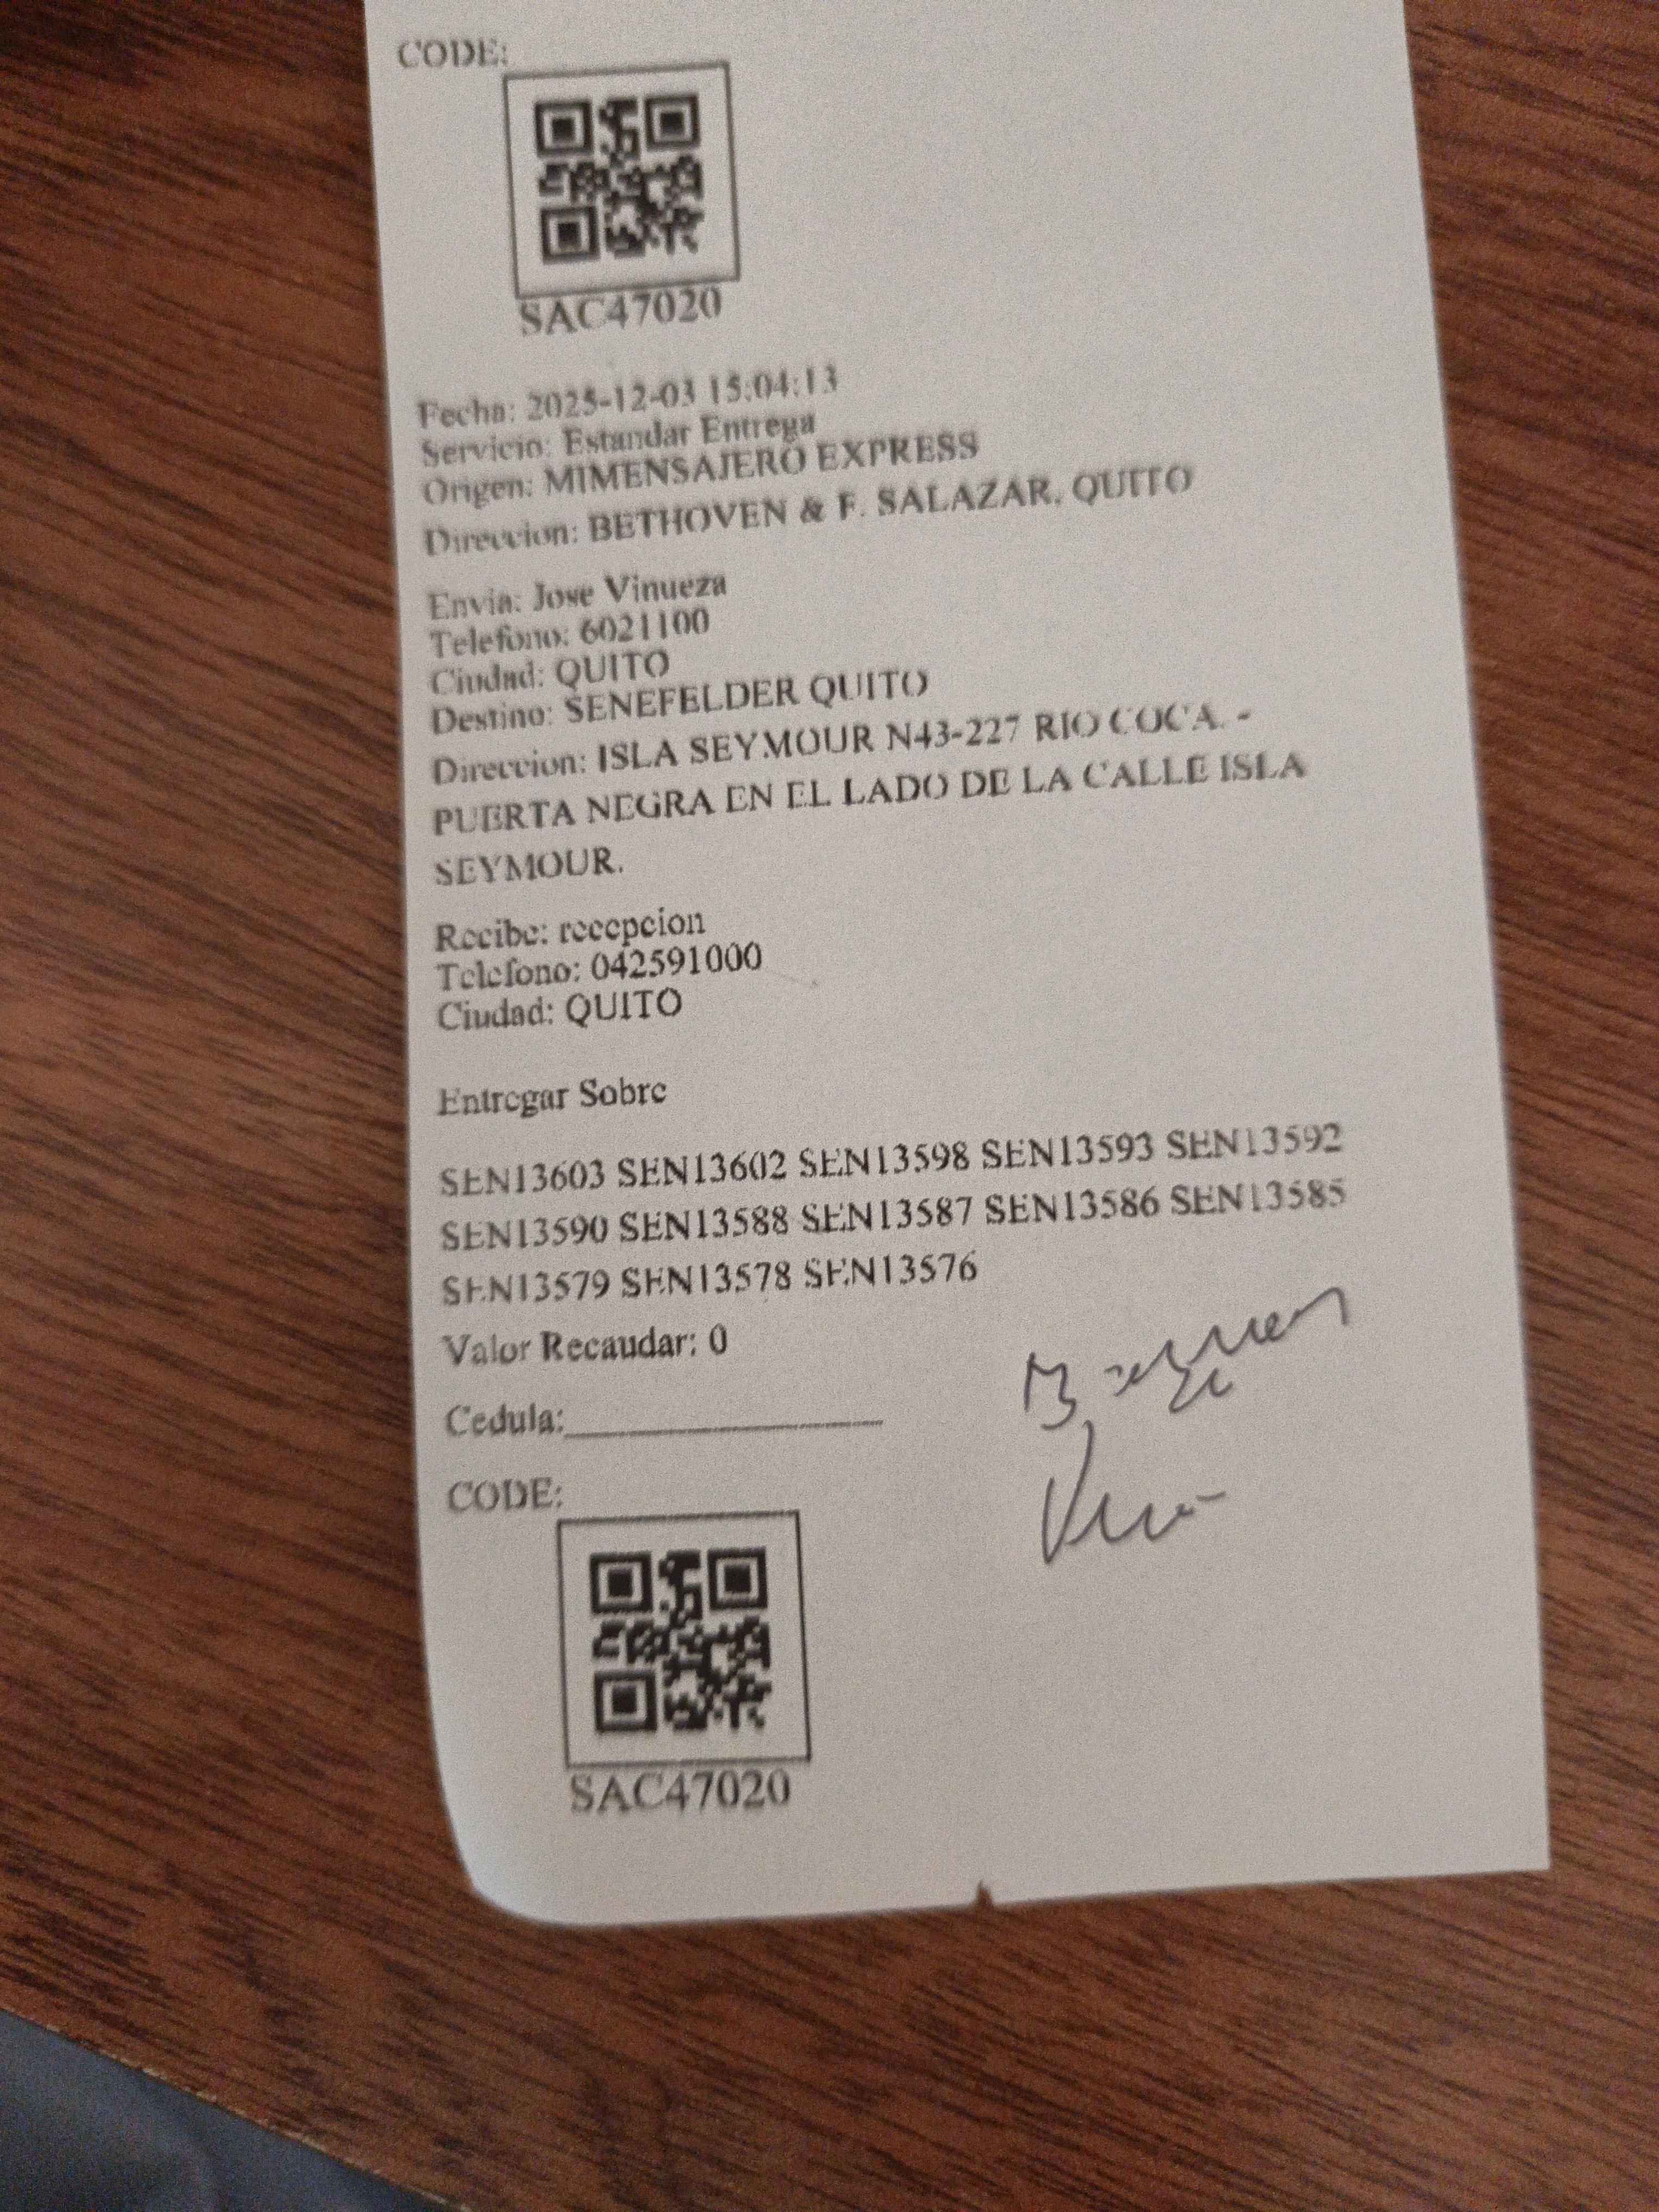 CODE:
SAC47020
Fecha: 2025-12-03 15:04:13
Servicio: Estandar Entrega
Origen: MIMENSAJERO EXPRESS
Direccion: BETHOVEN & F. SALAZAR, QUITO
Envia: Jose Vinueza
Telefono: 6021100
Ciudad: QUITO
Destino: SENEFELDER QUITO
Direccion: ISLA SEYMOUR N43-227 RIO COCA. -
PUERTA NEGRA EN EL LADO DE LA CALLE ISLA
SEYMOUR.
Recibe: recepcion
Telefono: 042591000
Ciudad: QUITO
Entregar Sobre
SEN13603 SEN13602 SEN13598 SEN13593 SEN13592
SEN13590 SEN13588 SEN13587 SEN13586 SEN13585
SEN13579 SEN13578 SEN13576
Valor Recaudar: 0
Cedula:
CODE:
SAC47020